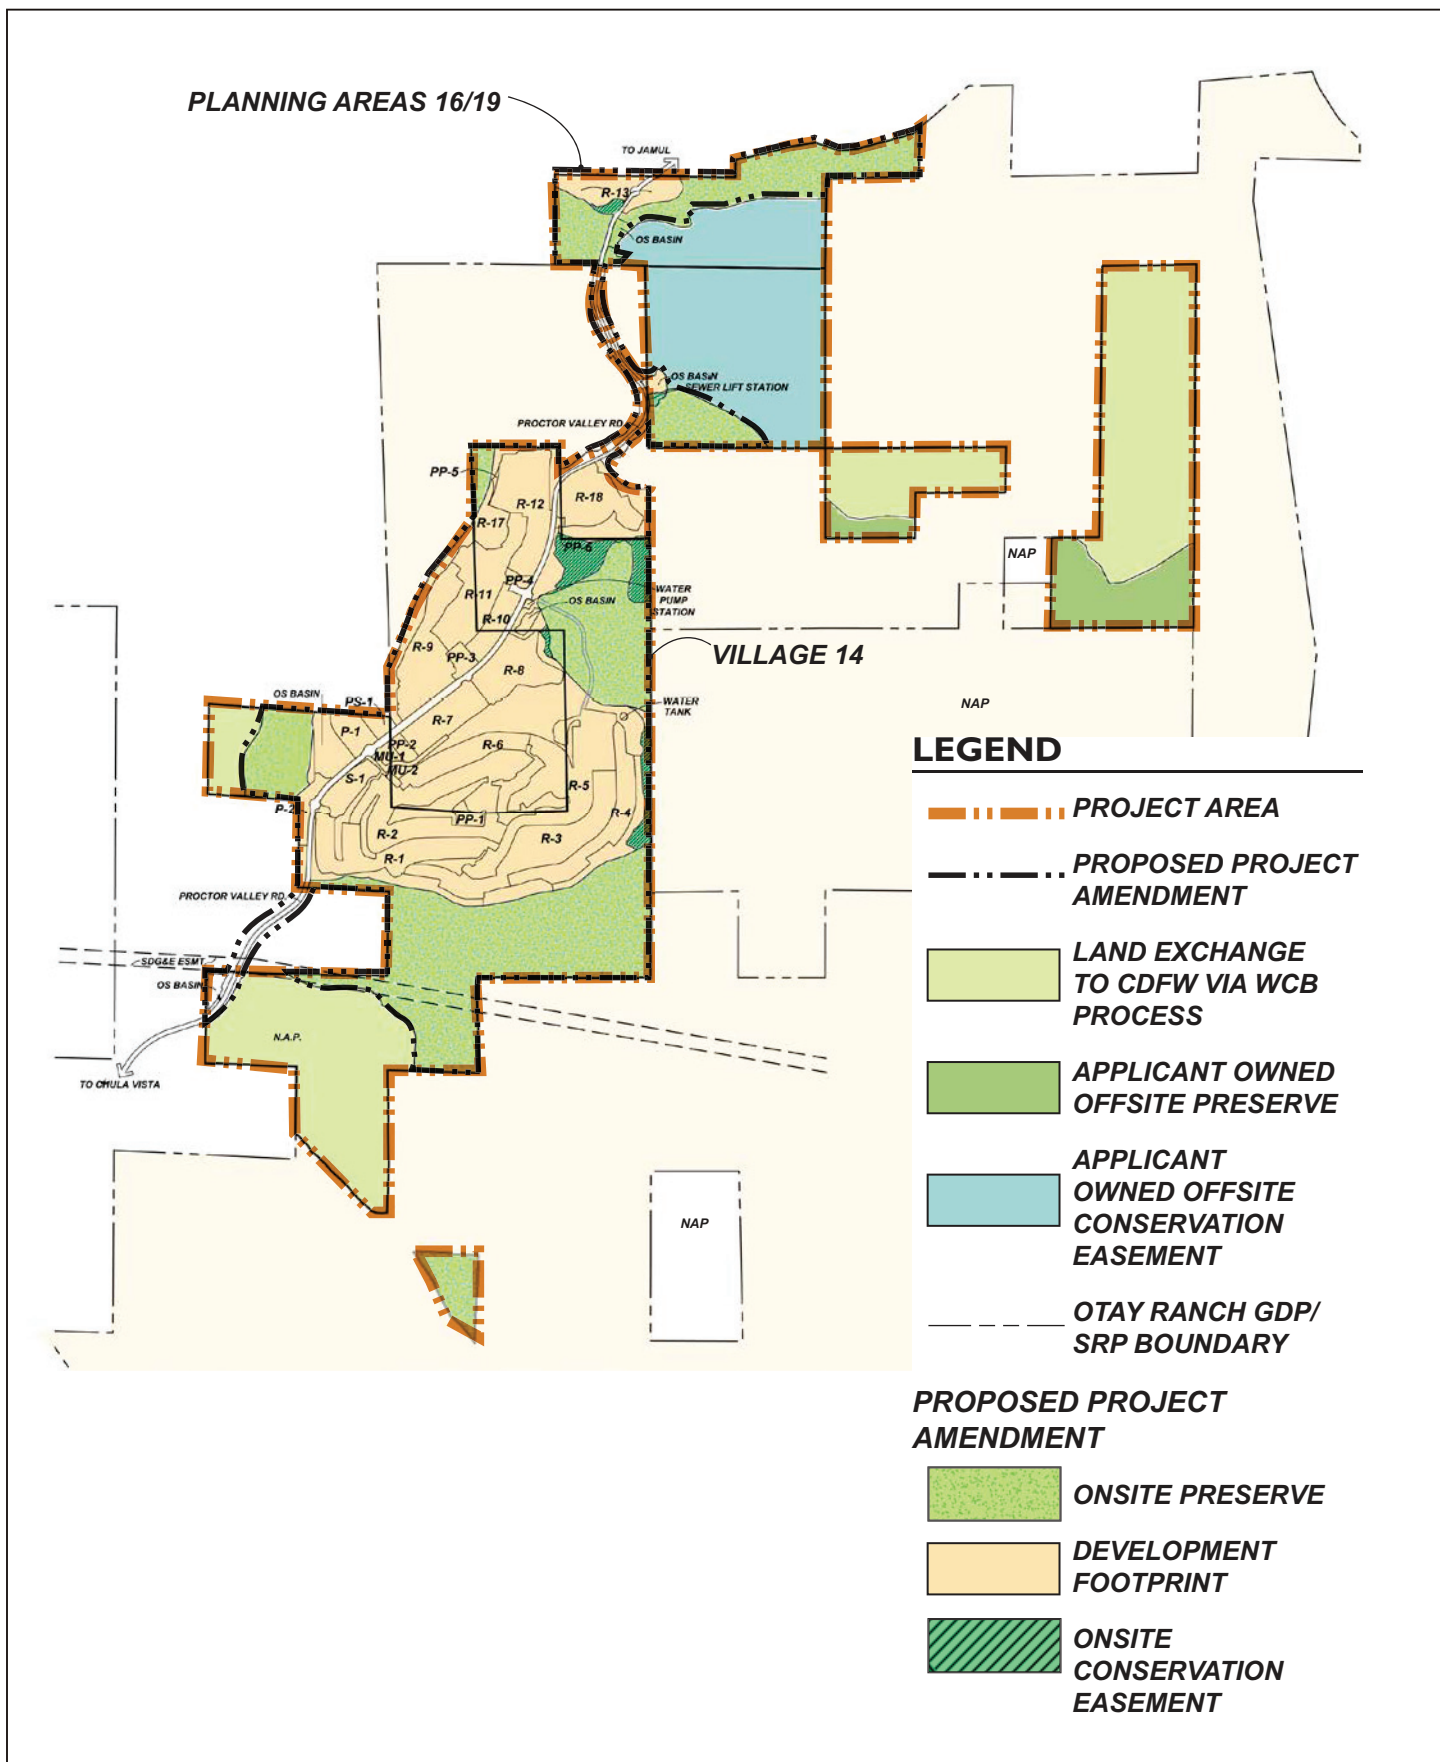 PLANNING AREAS 16/19
TO JAMUL
R-13
OS BASIN
OS BASIN
SEWER LIFT STATION
PROCTOR VALLEY RD.
PP-5
R-12
R-18
R-17
PP-6
NAP
PP-4
R-11
WATER
PUMP
STATION
OS BASIN
R-10
R-9
PP-3
R-8
VILLAGE 14
OS BASIN
PS-1
WATER
TANK
NAP
P-1
R-7
PP-2
R-6
MU-1
MU-2
S-1
R-5
P-2
R-4
PP-1
R-2
R-3
R-1
PROCTOR VALLEY RD.
SDG&E ESMT
OS BASIN
N.A.P.
TO CHULA VISTA
NAP
LEGEND
PROJECT AREA
PROPOSED PROJECT
AMENDMENT
LAND EXCHANGE
TO CDFW VIA WCB
PROCESS
APPLICANT OWNED
OFFSITE PRESERVE
APPLICANT
OWNED OFFSITE
CONSERVATION
EASEMENT
OTAY RANCH GDP/
SRP BOUNDARY
PROPOSED PROJECT
AMENDMENT
ONSITE PRESERVE
DEVELOPMENT
FOOTPRINT
ONSITE
CONSERVATION
EASEMENT